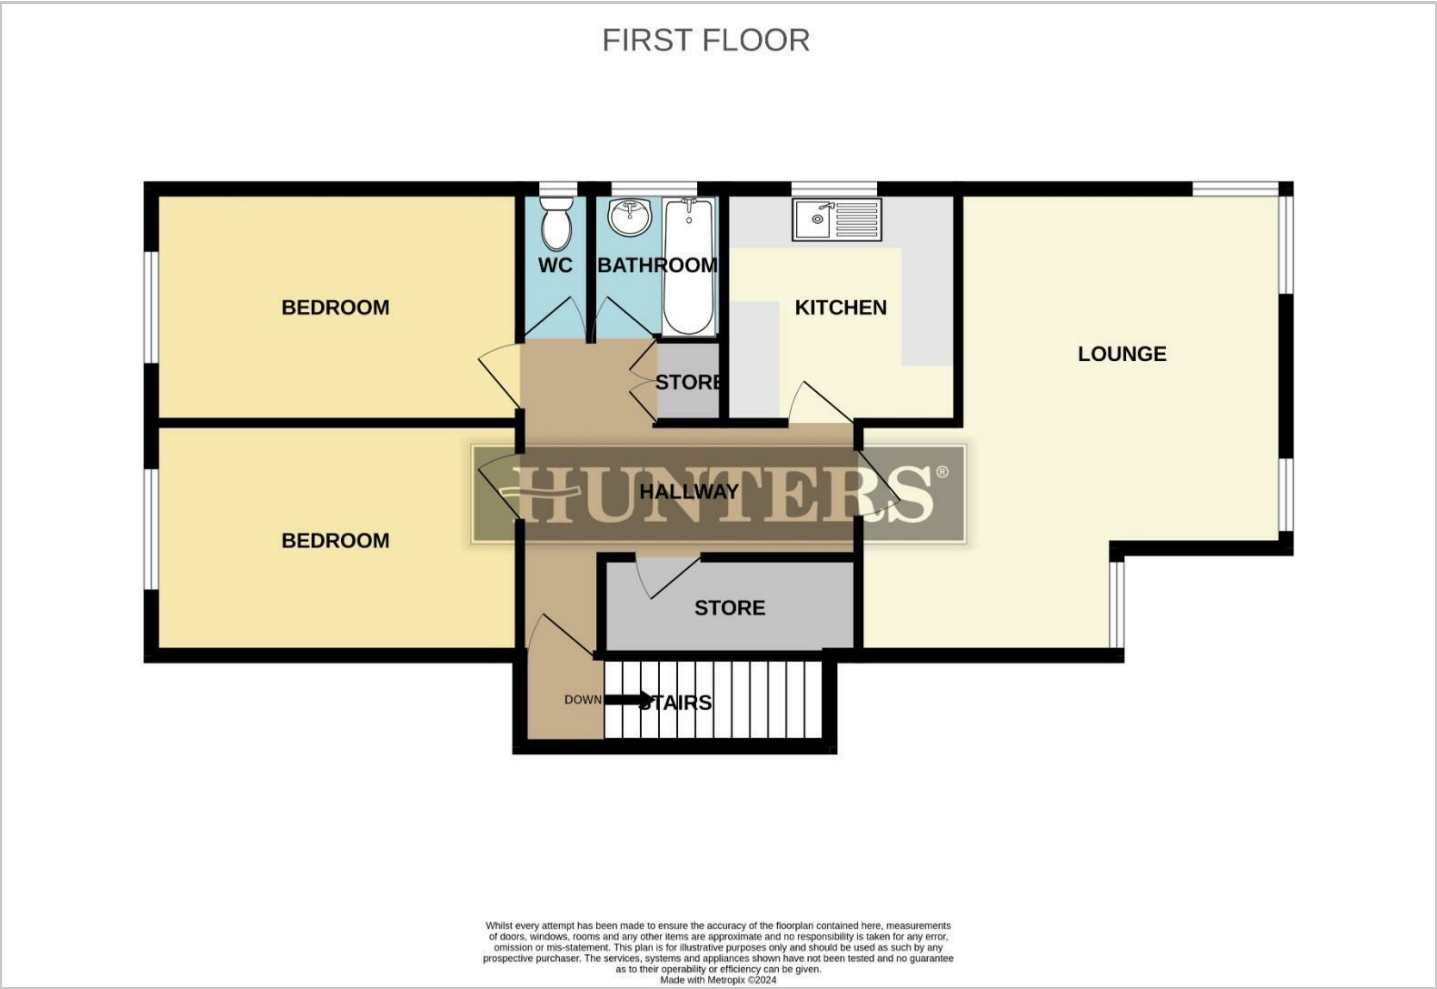 FIRST FLOOR
WC
BATHROOM
BEDROOM
KITCHEN
LOUNGE
STORE
HUNTERS®
HALLWAY
BEDROOM
STORE
DOWN
STAIRS
Whilst every attempt has been made to ensure the accuracy of the floorplan contained here, measurements
of doors, windows, rooms and any other items are approximate and no responsibility is taken for any error,
omission or mis-statement. This plan is for illustrative purposes only and should be used as such by any
prospective purchaser. The services, systems and appliances shown have not been tested and no guarantee
as to their operability or efficiency can be given.
Made with Metropix ©2024